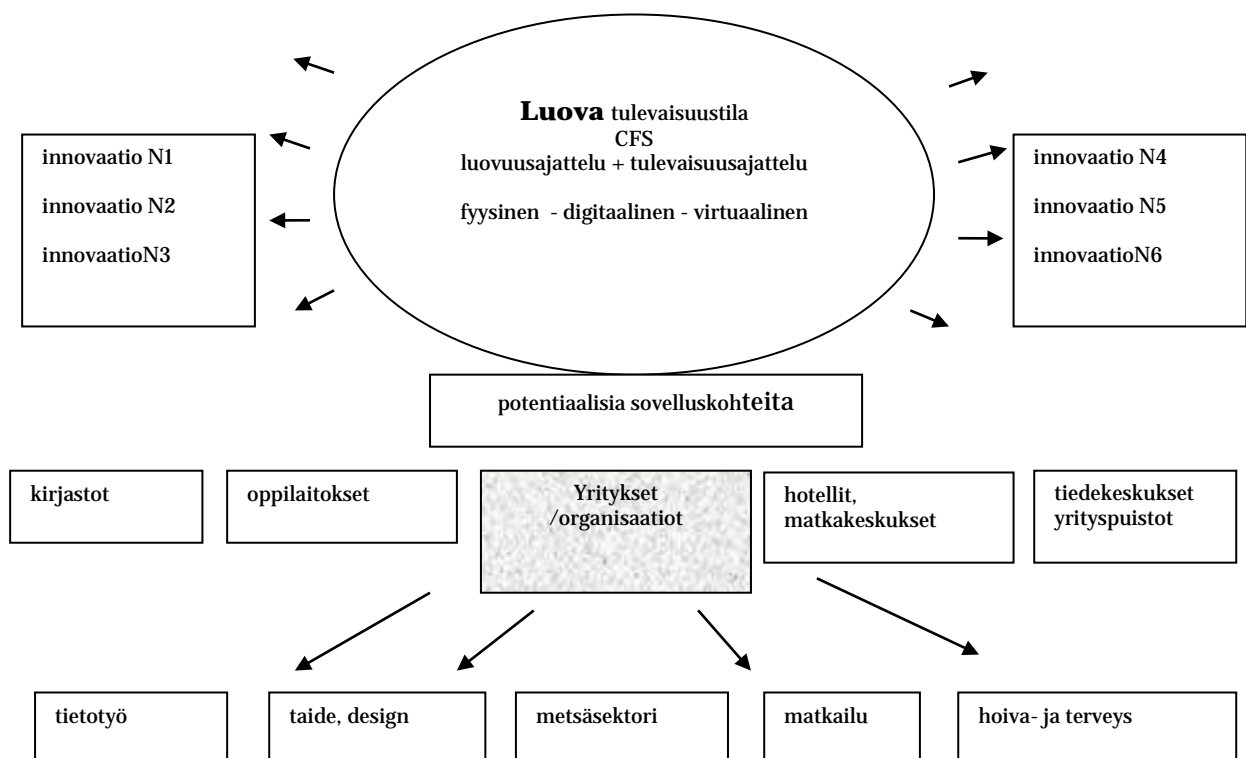 Luova tulevaisuustila
CFS
luovuusajattelu + tulevaisuusajattelu
fyysinen - digitaalinen - virtuaalinen
innovaatio N1
innovaatio N2
innovaatioN3
innovaatio N4
innovaatio N5
innovaatioN6
potentiaalisia sovelluskohteita
kirjastot
oppilaitokset
Yritykset
/organisaatiot
hotellit,
matkakeskukset
tiedekeskukset
yrityspuistot
tietotyö
taide, design
metsäsektori
matkailu
hoiva- ja terveys